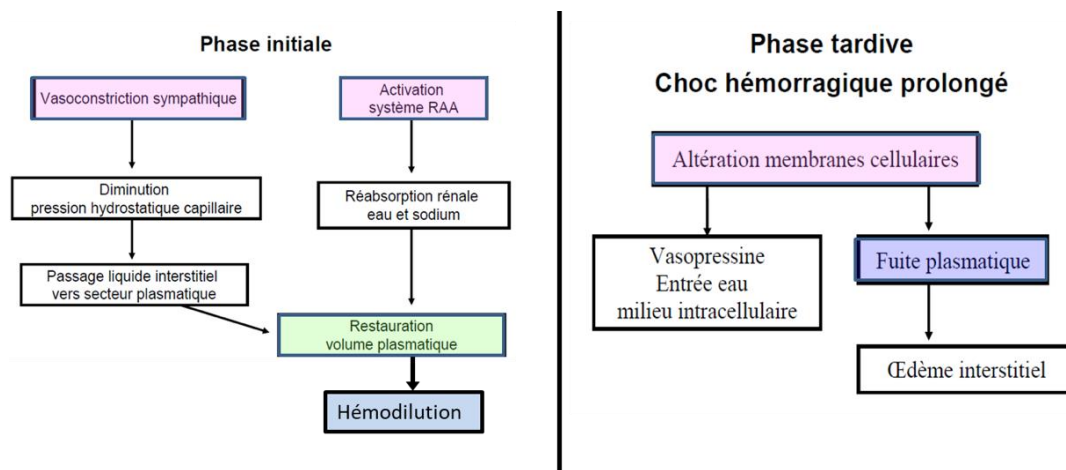 Phase initiale
Vasoconstriction sympathique
Activation
système RAA
Diminution
pression hydrostatique capillaire
Réabsorption rénale
eau et sodium
Passage liquide interstitiel
vers secteur plasmatique
Restauration
volume plasmatique
Hémodilution
Phase tardive
Choc hémorragique prolongé
Altération membranes cellulaires
Vasopressine
Entrée eau
milieu intracellulaire
Fuite plasmatique
Œdème interstitiel